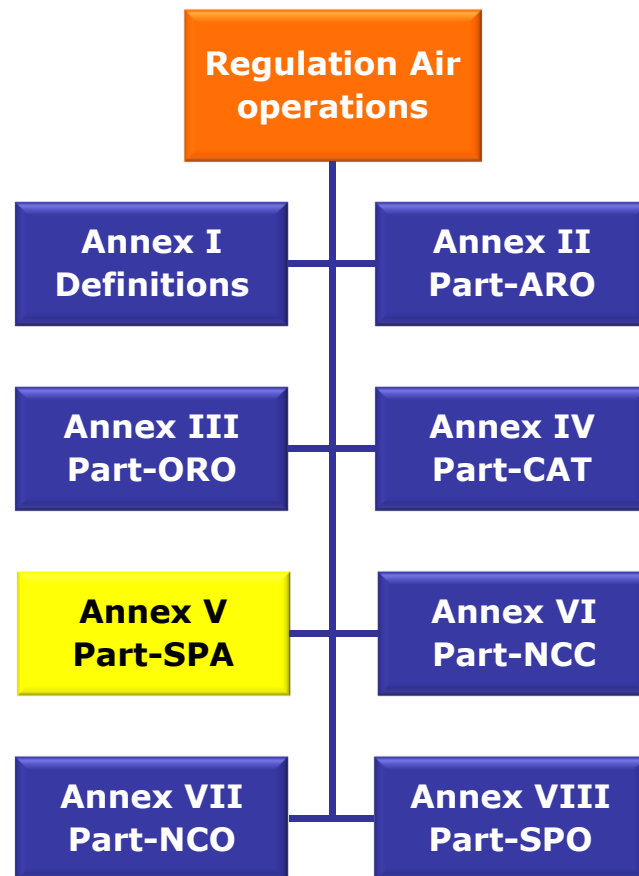 Regulation Air
operations
Annex I
Definitions
Annex II
Part-ARO
Annex III
Part-ORO
Annex IV
Part-CAT
Annex V
Part-SPA
Annex VI
Part-NCC
Annex VII
Part-NCO
Annex VIII
Part-SPO